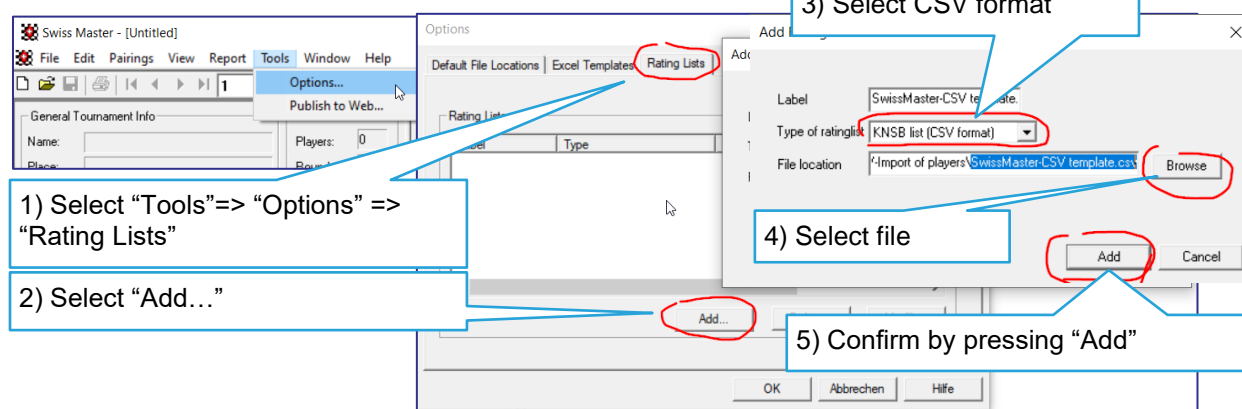 3) Select CSV format
Swiss Master - [Untitled]
File Edit Pairings View Report Tools Window Help
1
Options...
Publish to Web...
General Tournament Info
Name:
Players: 0
Place:
Options
Default File Locations Excel Templates Rating Lists
Rating Lists
Type
Add
Label SwissMaster-CSV template.
Type of ratinglist KNSB list (CSV format)
File location '-Import of players\SwissMaster-CSV template.csv Browse
Add Cancel
1) Select “Tools”=> “Options” =>
“Rating Lists”
2) Select “Add…”
4) Select file
Add...
5) Confirm by pressing “Add”
OK Abbrechen Hilfe